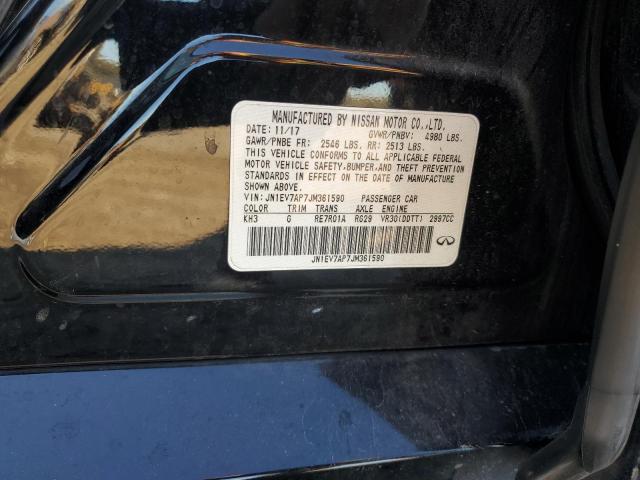 MANUFACTURED BY NISSAN MOTOR CO.,LTD.
DATE: 11/17 GVWR/PNBV: 4980 LBS.
GAWR/PNBE FR: 2546 LBS. RR: 2513 LBS.
THIS VEHICLE CONFORMS TO ALL APPLICABLE FEDERAL
MOTOR VEHICLE SAFETY,BUMPER,AND THEFT PREVENTION
STANDARDS IN EFFECT ON THE DATE OF MANUFACTURE
SHOWN ABOVE.
VIN: JN1EV7AP7JM361590 PASSENGER CAR
COLOR TRIM TRANS AXLE ENGINE
KH3 G RE7R01A RG29 VR30(DDTT) 2997CC
JN1EV7AP7JM361590